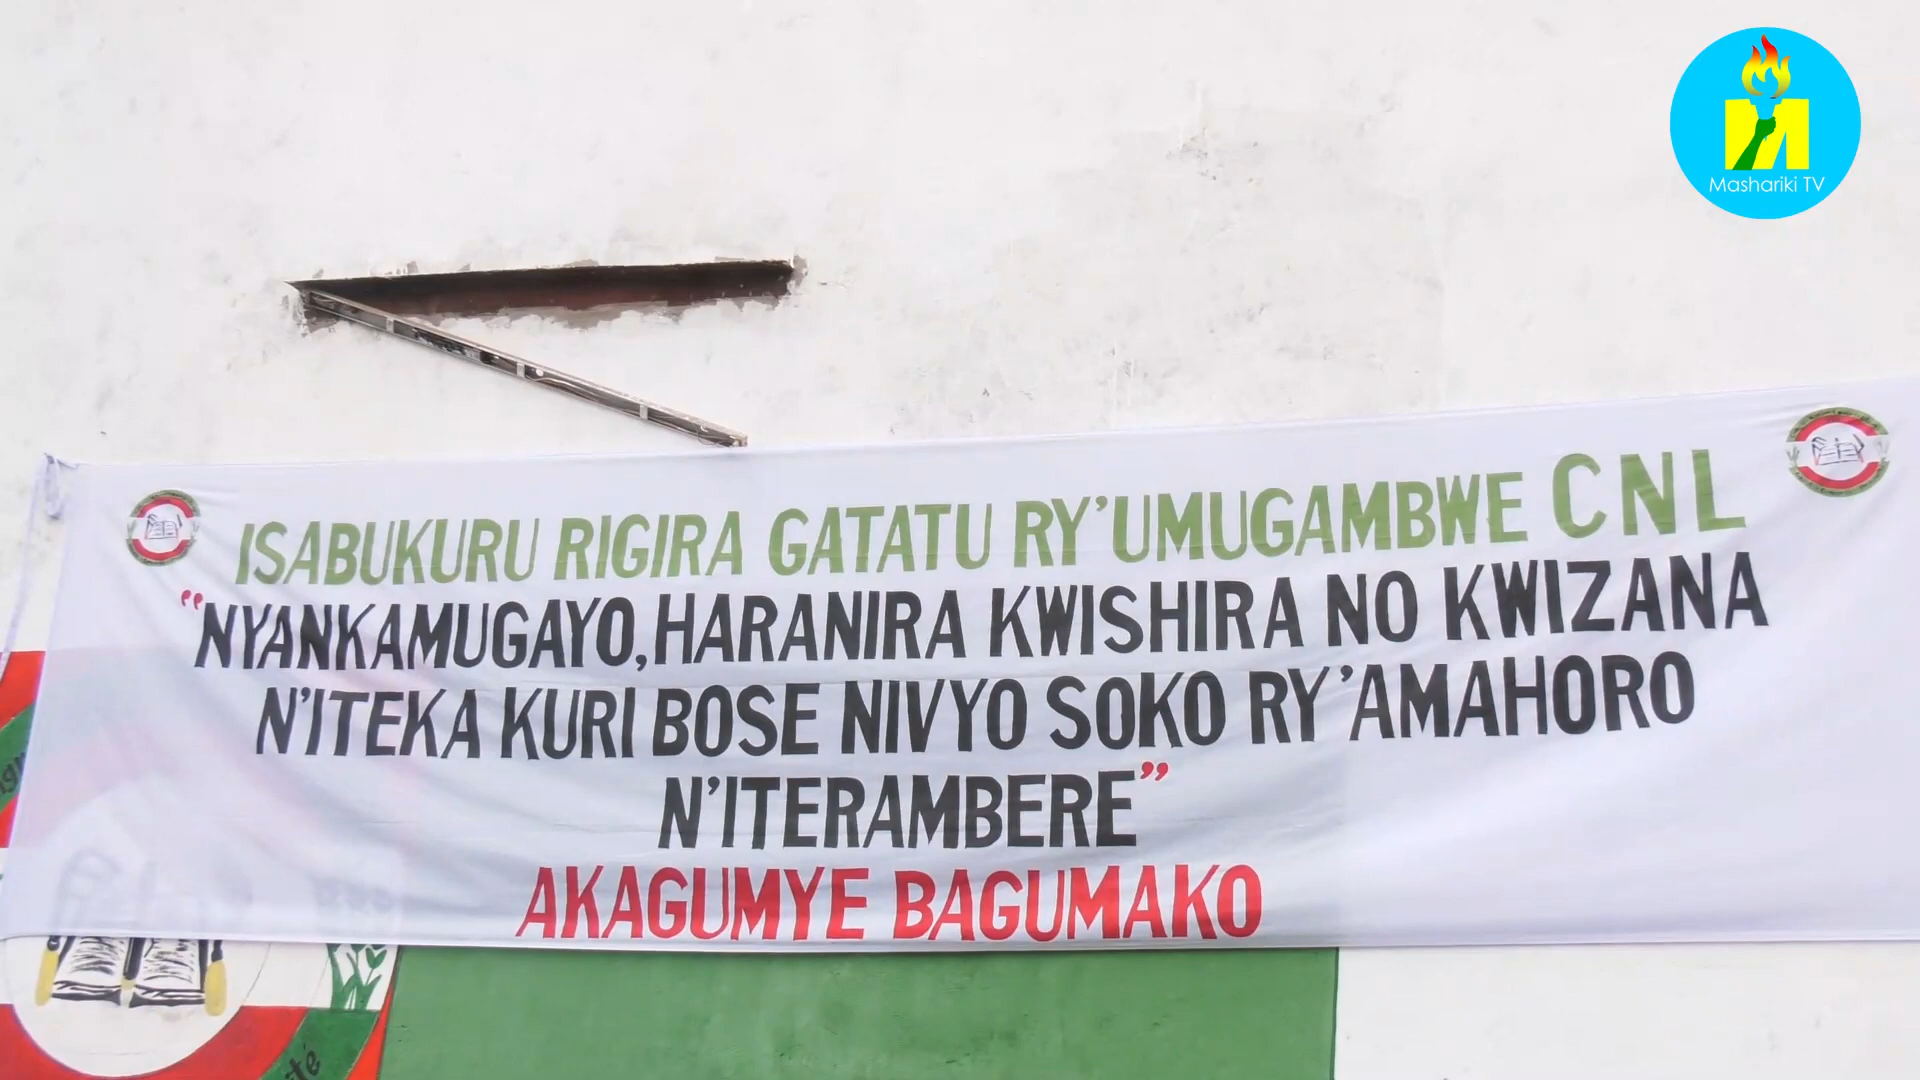 Mashariki TV
ISABUKURU RIGIRA GATATU RY'UMUGAMBWE CNL
"NYANKAMUGAYO,HARANIRA KWISHIRA NO KWIZANA
N'ITEKA KURI BOSE NIVYO SOKO RY'AMAHORO
N'ITERAMBERE"
AKAGUMYE BAGUMAKO